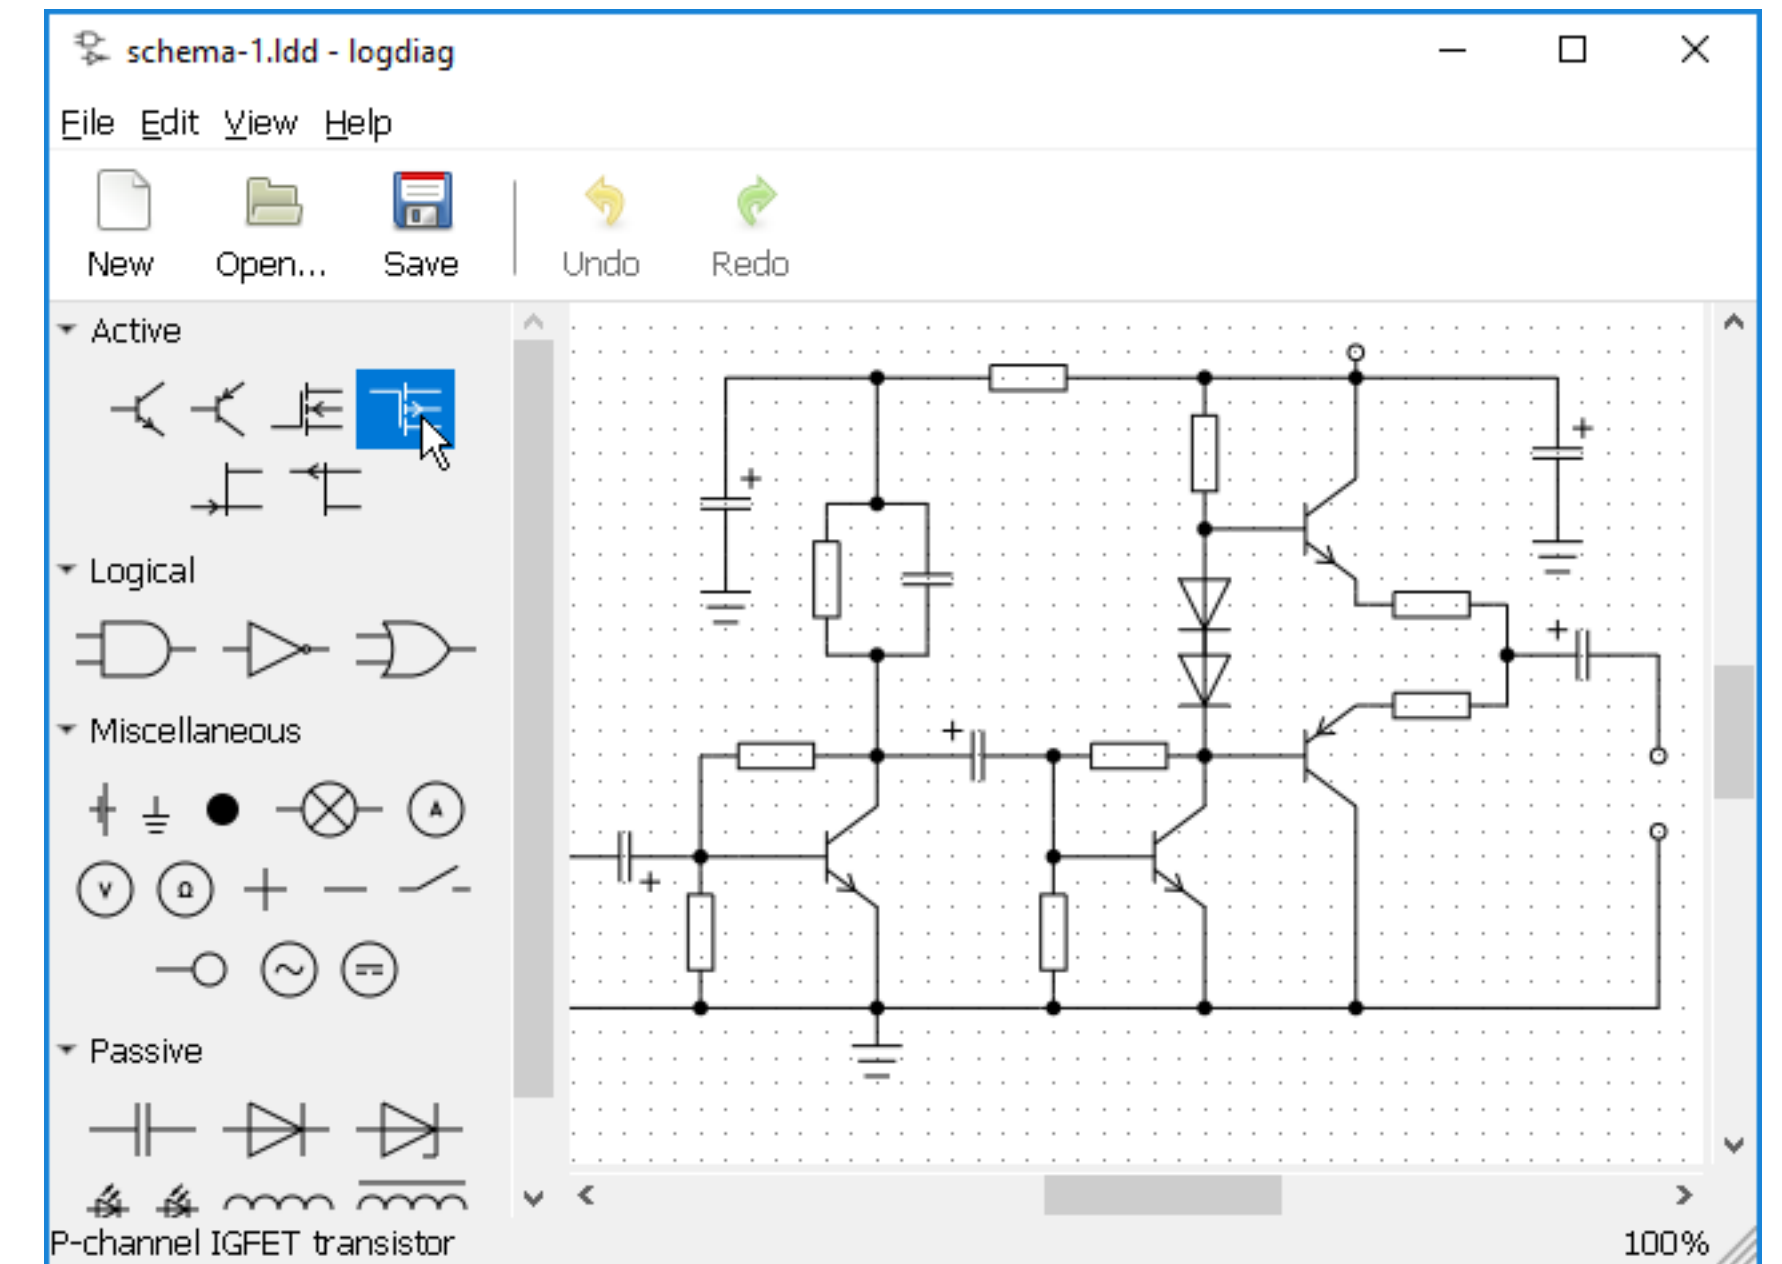 schema-1.ldd - logdiag
File Edit View Help
New Open... Save Undo Redo
Active
Logical
Miscellaneous
A
V Ω
Passive
+
+
+
+
+
P-channel IGFET transistor 100%